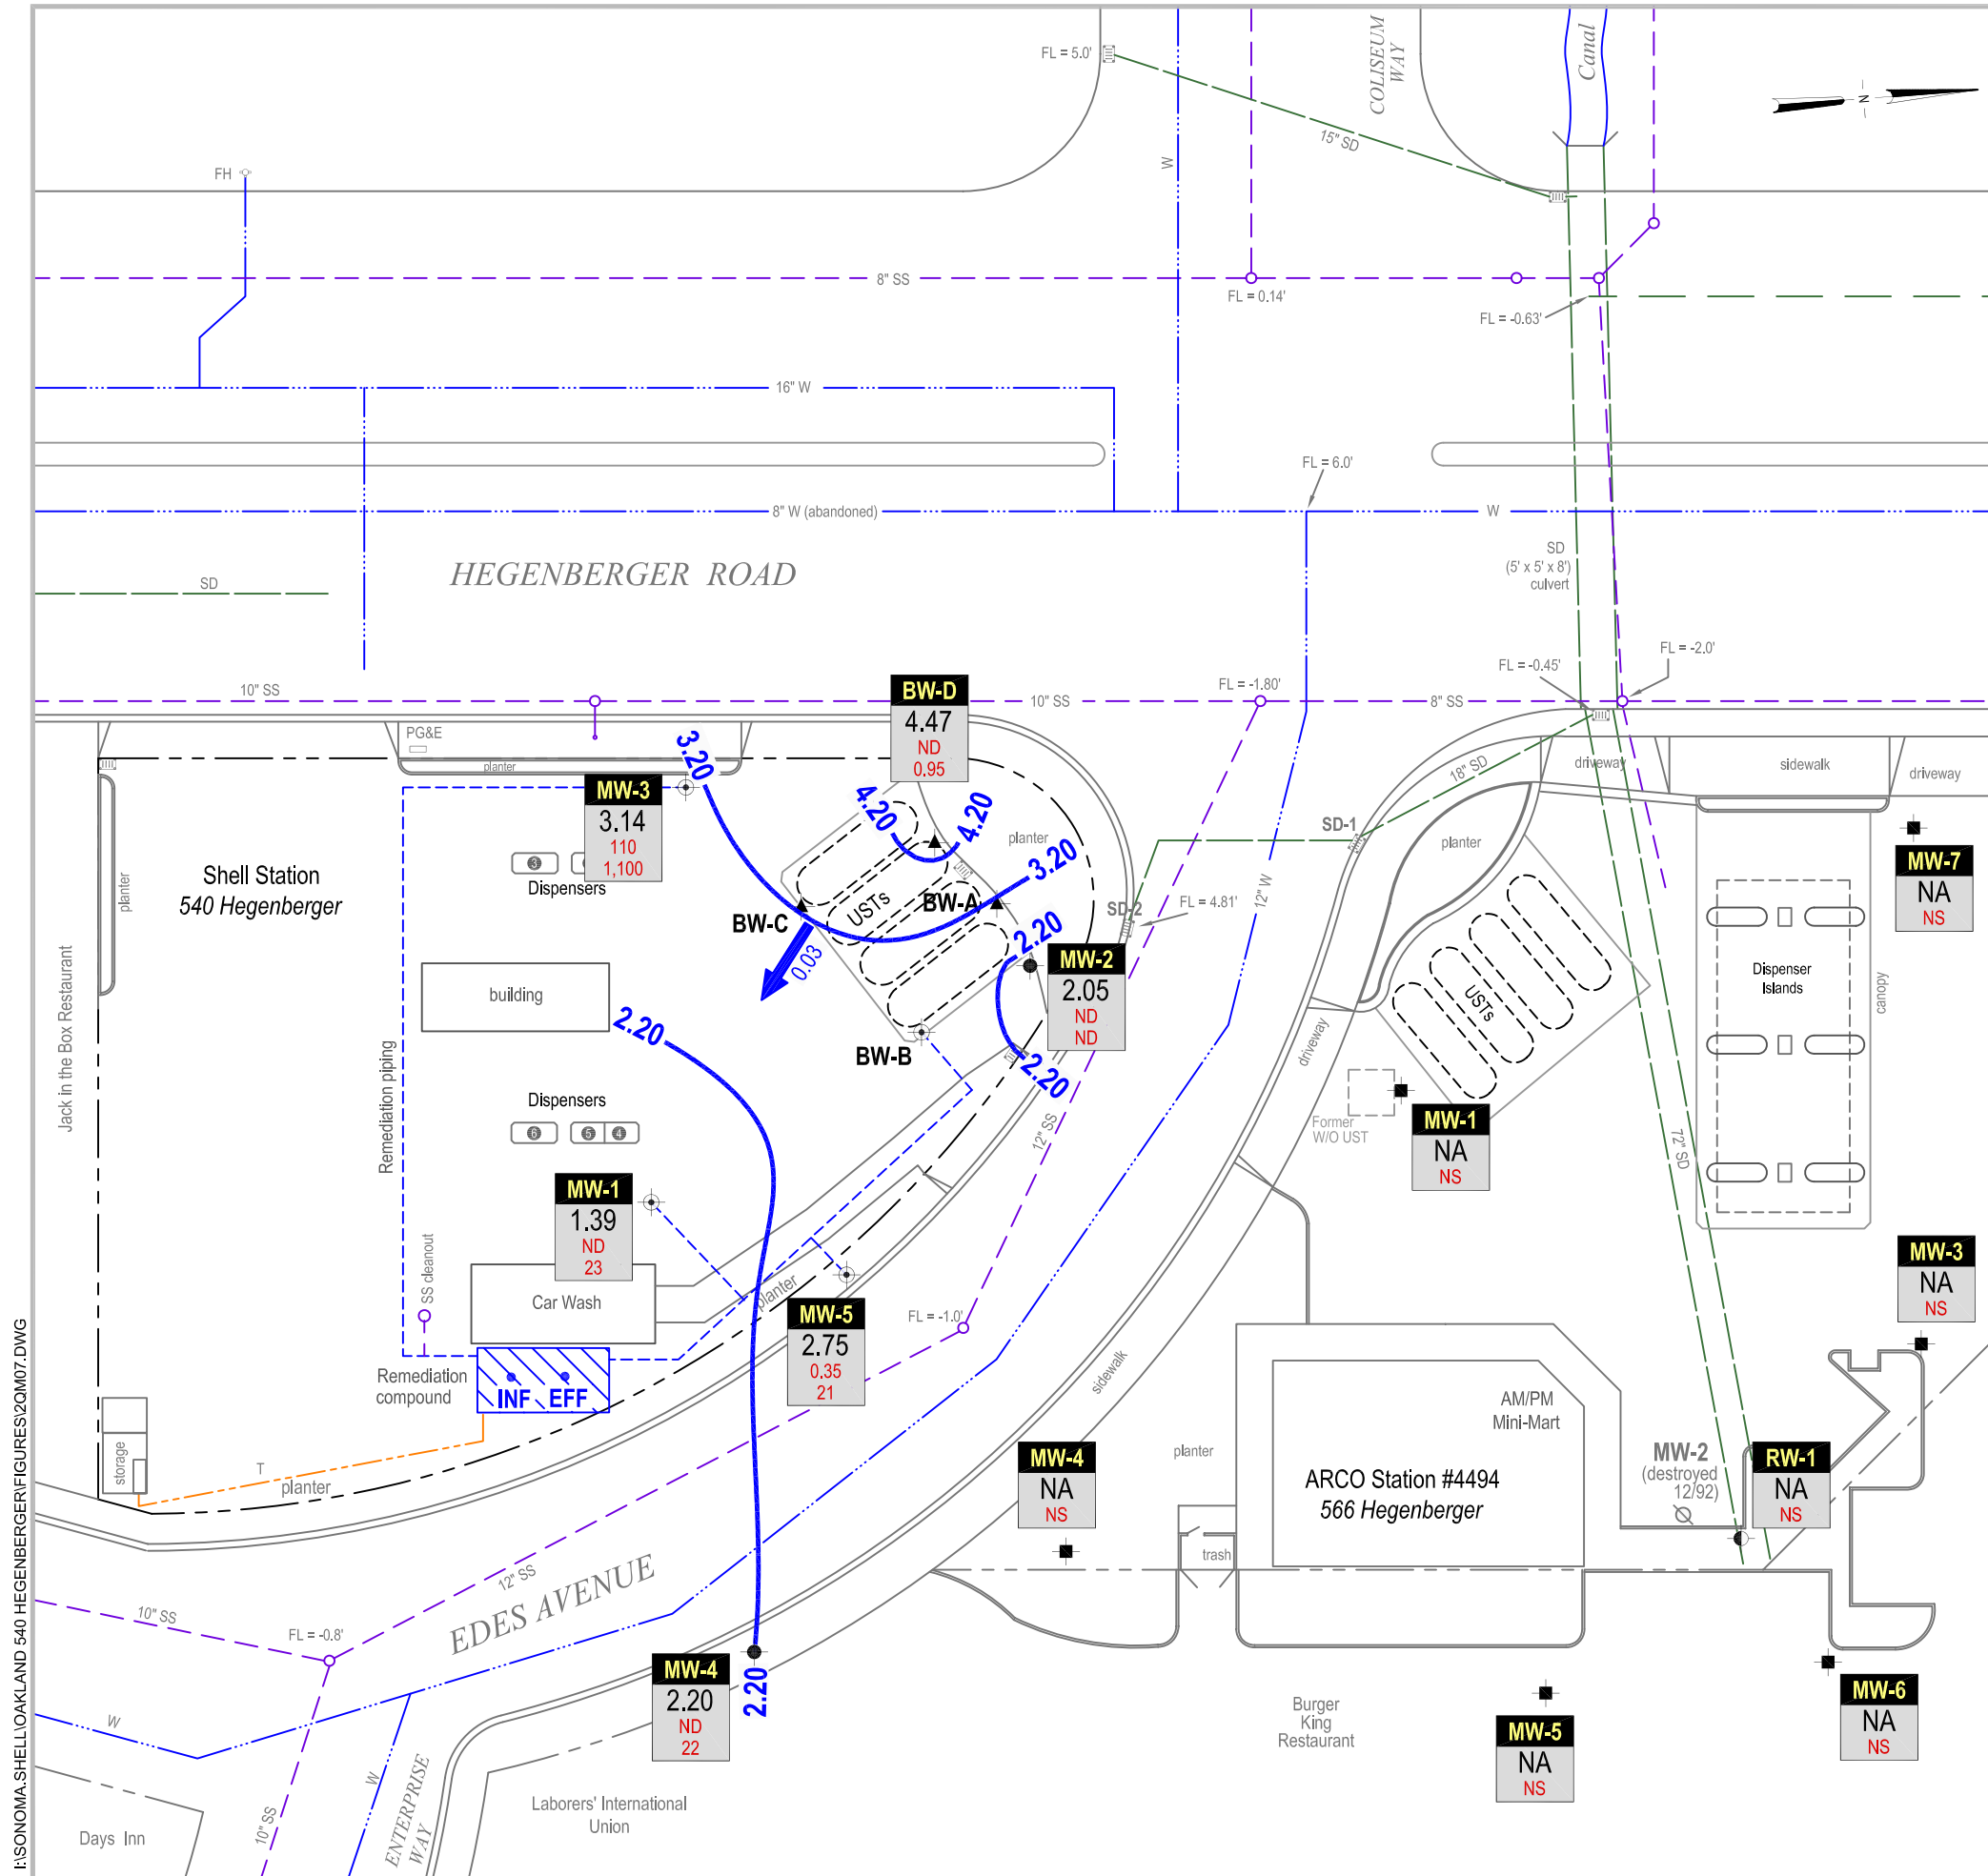 FL = 5.0'
COLISEUM
WAY
Canal
N
FH
15" SD
W
8" SS
FL = 0.14'
FL = -0.63'
16" W
FL = 6.0'
8" W (abandoned)
W
SD
(5' x 5' x 8')
culvert
HEGENBERGER ROAD
SD
FL = -0.45'
FL = -2.0'
10" SS
10" SS
FL = -1.80'
8" SS
BW-D
4.47
ND
0.95
PG&E
planter
3.20
MW-3
3.14
110
1,100
4.20
4.20
planter
3.20
18" SD
SD-1
driveway
sidewalk
driveway
planter
MW-7
NA
NS
Shell Station
540 Hegenberger
planter
3
Dispensers
BW-C
USTs
BW-A
0.03
2.20
SD-2
FL = 4.81'
12" W
MW-2
2.05
ND
ND
USTs
Dispenser
Islands
canopy
building
2.20
BW-B
2.20
driveway
Jack in the Box Restaurant
Remediation piping
Dispensers
6
5
4
12" SS
Former
W/O UST
MW-1
NA
NS
72" SD
MW-1
1.39
ND
23
SS cleanout
Car Wash
planter
MW-5
2.75
0.35
21
FL = -1.0'
MW-3
NA
NS
Remediation
compound
INF
EFF
sidewalk
AM/PM
Mini-Mart
storage
T
planter
MW-4
NA
NS
planter
ARCO Station #4494
566 Hegenberger
MW-2
(destroyed
12/92)
RW-1
NA
NS
trash
12" SS
EDES AVENUE
10" SS
FL = -0.8'
MW-4
2.20
ND
22
2.20
Burger
King
Restaurant
MW-5
NA
NS
MW-6
NA
NS
W
W
ENTERPRISE
WAY
10" SS
Days Inn
Laborers' International
Union
I:\SONOMA.SHELL\OAKLAND 540 HEGENBERGER\FIGURES\2QM07.DWG